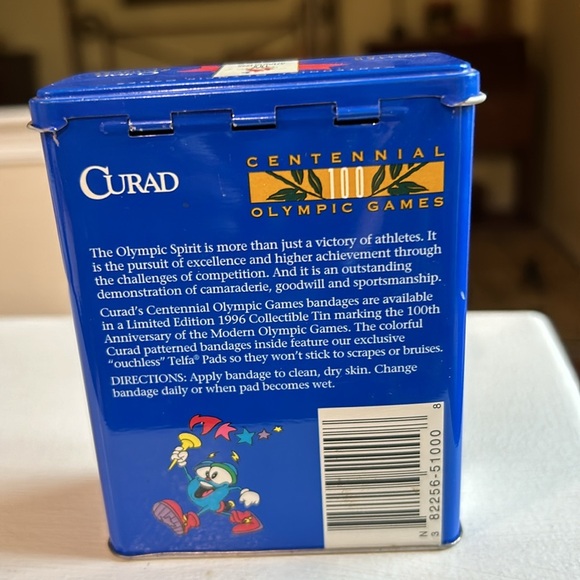 CURAD
CENTENNIAL
100
OLYMPIC GAMES
The Olympic Spirit is more than just a victory of athletes. It
is the pursuit of excellence and higher achievement through
the challenges of competition. And it is an outstanding
demonstration of camaraderie, goodwill and sportsmanship.
Curad's Centennial Olympic Games bandages are available
in a Limited Edition 1996 Collectible Tin marking the 100th
Anniversary of the Modern Olympic Games. The colorful
Curad patterned bandages inside feature our exclusive
"ouchless" Telfa® Pads so they won't stick to scrapes or bruises.
DIRECTIONS: Apply bandage to clean, dry skin. Change
bandage daily or when pad becomes wet.
N 3 82256-51000 8